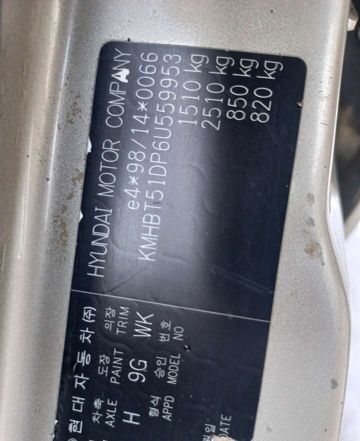 HYUNDAI MOTOR COMPANY
e4*98/14*0066
KMHBT51DP6U559953
1510 kg
2510 kg
850 kg
820 kg
현대자동차(주)
차축 도장 의장
AXLE PAINT TRIM
H 9G WK
형식 승인 번호
APPD MODEL NO
일
DATE